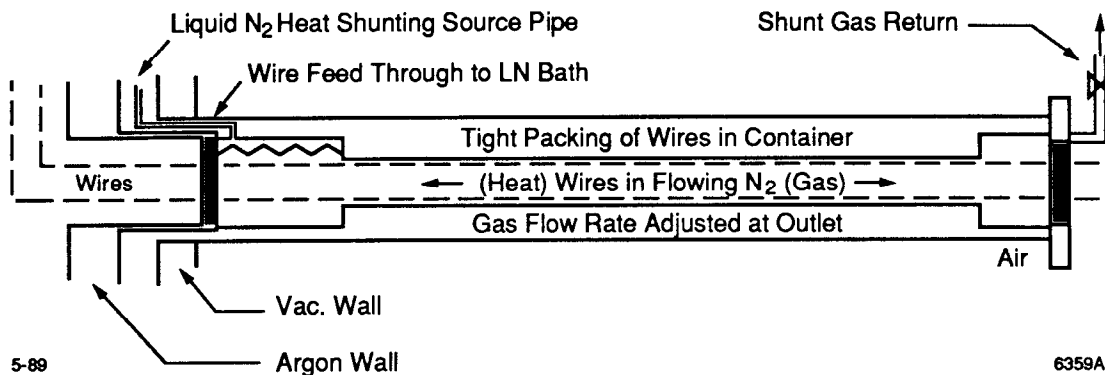 Liquid N2 Heat Shunting Source Pipe
Shunt Gas Return
Wire Feed Through to LN Bath
Tight Packing of Wires in Container
Wires
(Heat) Wires in Flowing N2 (Gas)
Gas Flow Rate Adjusted at Outlet
Air
Vac. Wall
Argon Wall
5-89
6359A